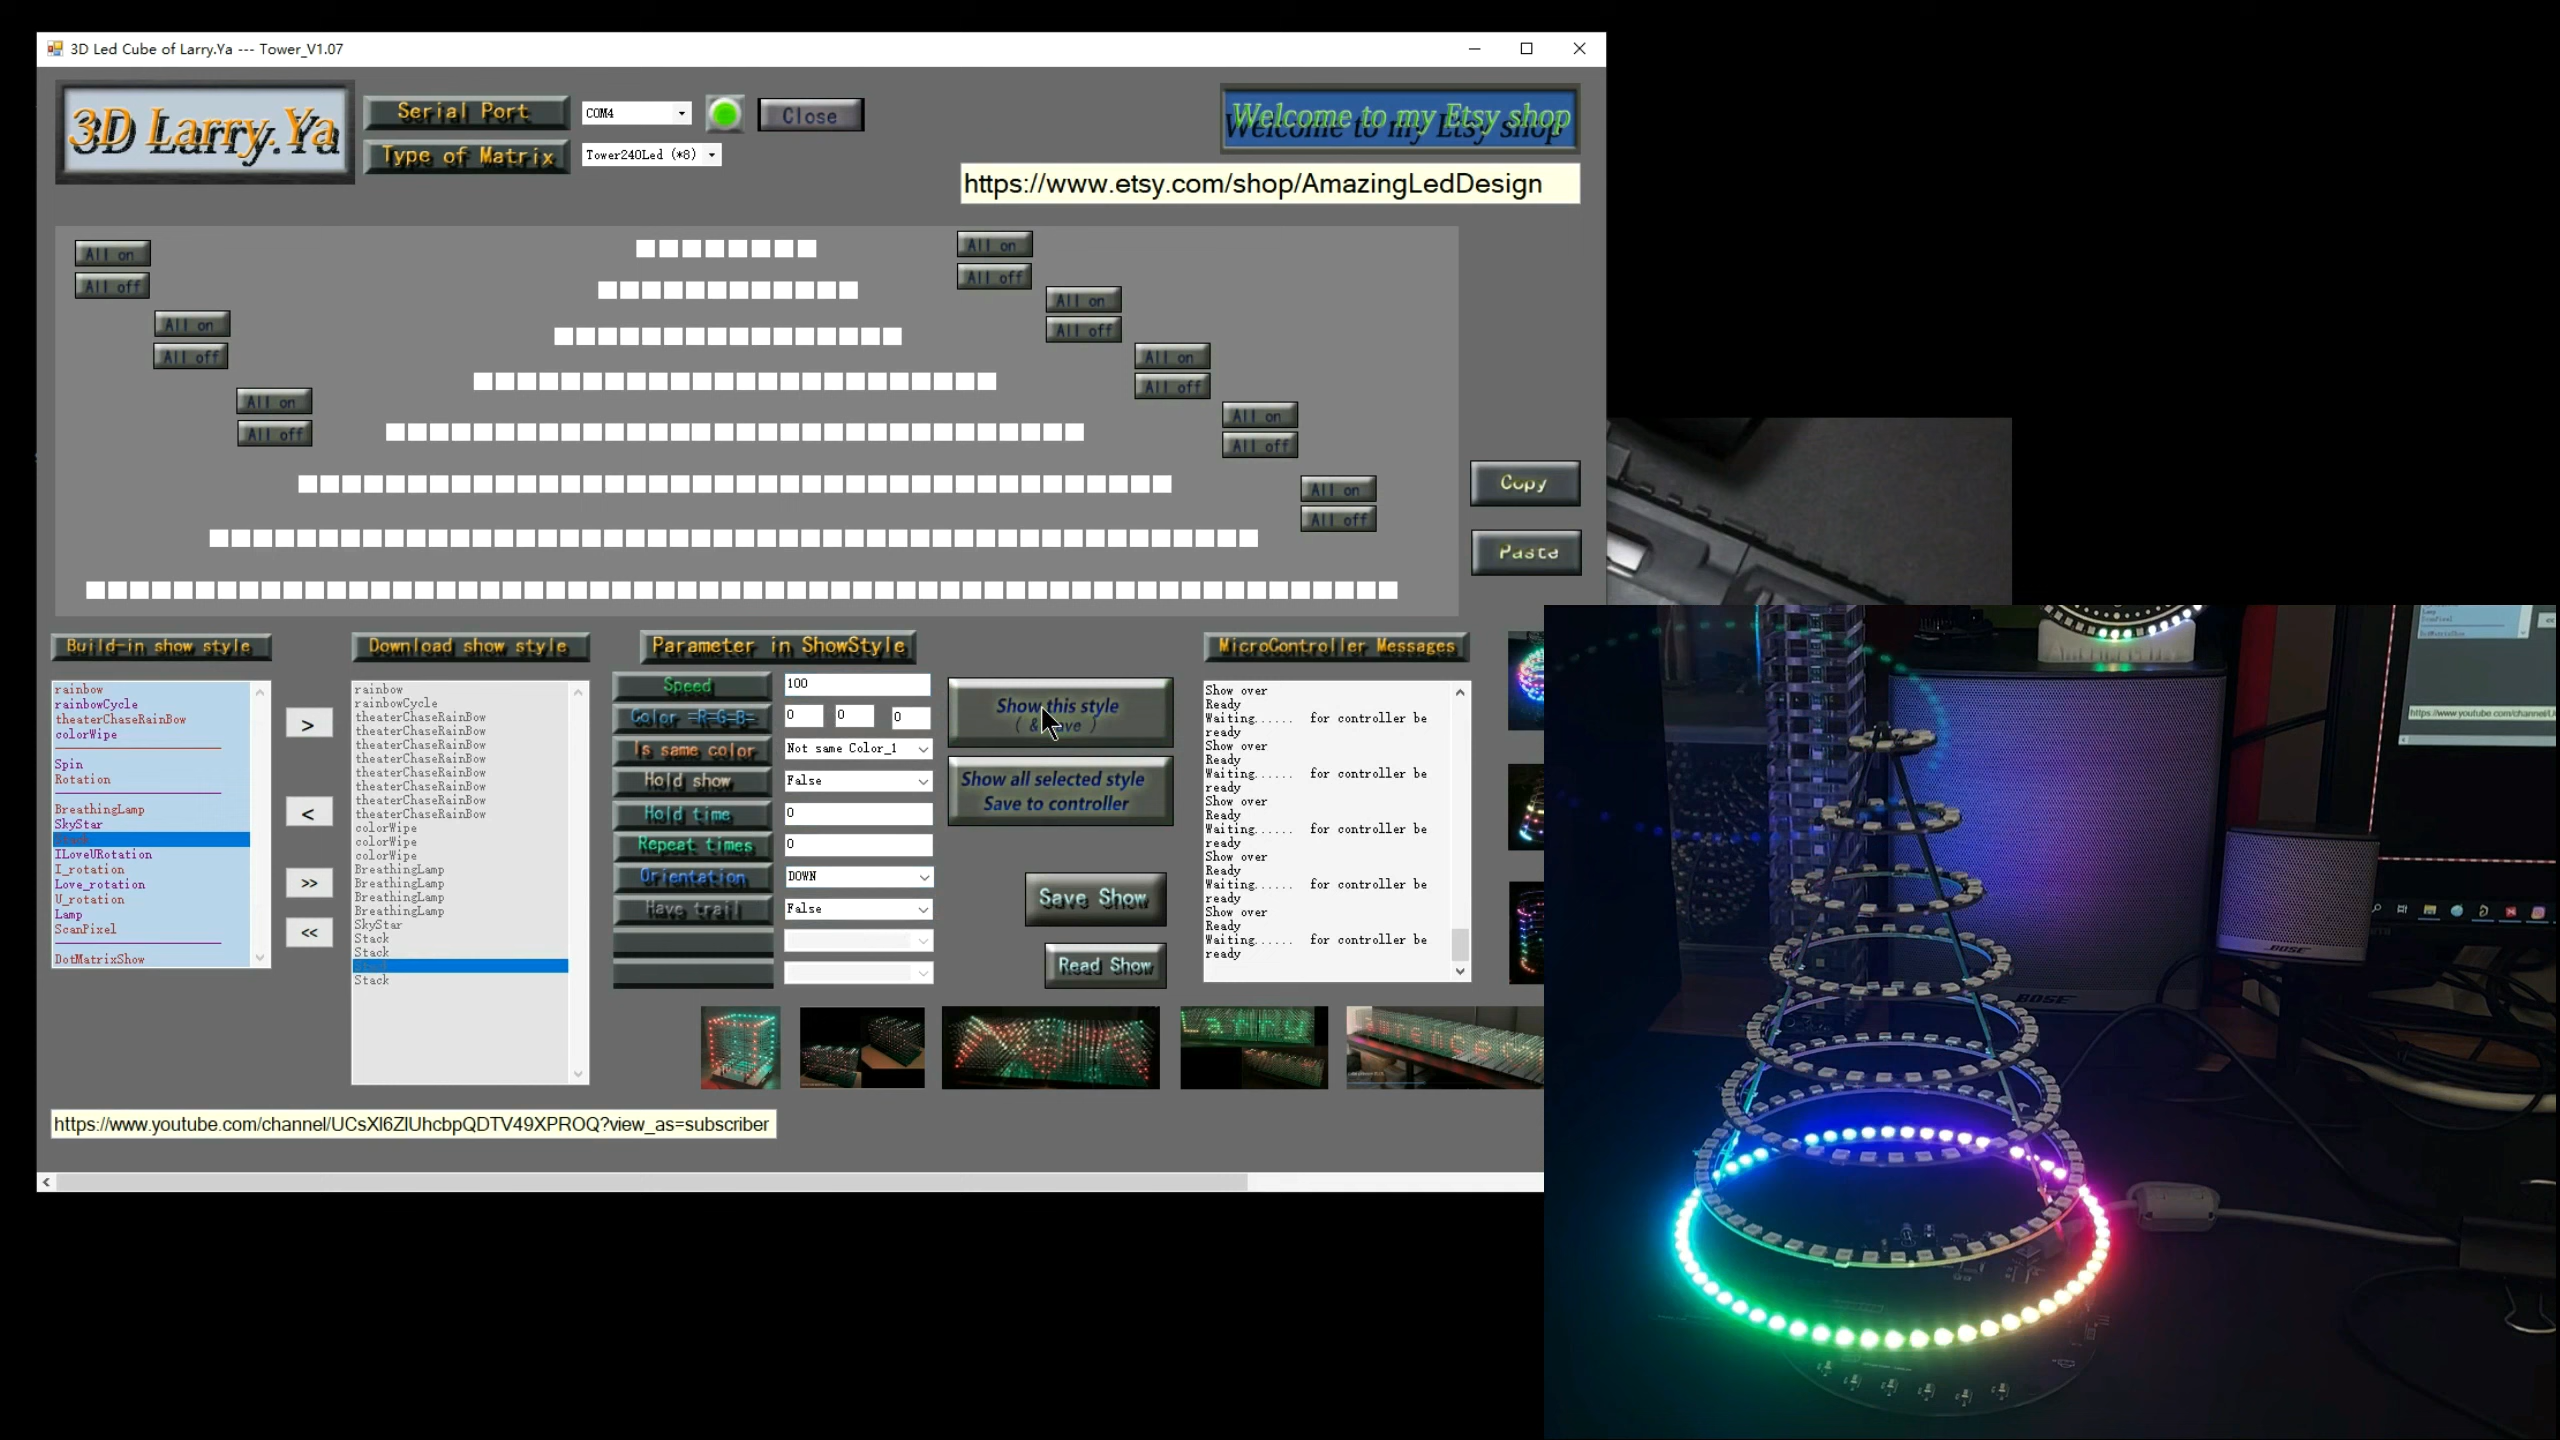 3D Led Cube of Larry.Ya --- Tower_V1.07
3D Larry.Ya
Serial Port
COM4
Close
Type of Matrix
Tower240Led (*8)
Welcome to my Etsy shop
https://www.etsy.com/shop/AmazingLedDesign
All on
All off
All on
All off
All on
All off
All on
All off
All on
All off
All on
All off
All on
All off
All on
All off
Copy
Paste
Build-in show style
rainbow
rainbowCycle
theaterChaseRainBow
colorWipe
Spin
Rotation
BreathingLamp
SkyStar
ILoveURotation
I_rotation
Love_rotation
U_rotation
Lamp
ScanPixel
DotMatrixShow
>
<
>>
<<
Download show style
rainbow
rainbowCycle
theaterChaseRainBow
theaterChaseRainBow
theaterChaseRainBow
theaterChaseRainBow
theaterChaseRainBow
theaterChaseRainBow
theaterChaseRainBow
theaterChaseRainBow
colorWipe
colorWipe
colorWipe
BreathingLamp
BreathingLamp
BreathingLamp
BreathingLamp
SkyStar
Stack
Stack
Stack
Parameter in ShowStyle
Speed
100
Color =R=G=B=
0
0
0
Is same color
Not same Color_1
Hold show
False
Hold time
0
Repeat times
0
Orientation
DOWN
Have trail
False
Show this style
Show all selected style
Save to controller
Save Show
Read Show
MicroController Messages
Show over
Ready
Waiting...... for controller be
ready
Show over
Ready
Waiting...... for controller be
ready
Show over
Ready
Waiting...... for controller be
ready
Show over
Ready
Waiting...... for controller be
ready
Show over
Ready
Waiting...... for controller be
ready
Larry
https://www.youtube.com/channel/UCsXl6ZlUhcbpQDTV49XPROQ?view_as=subscriber
https://www.youtube.com/channel/U
BOSE
BOSE